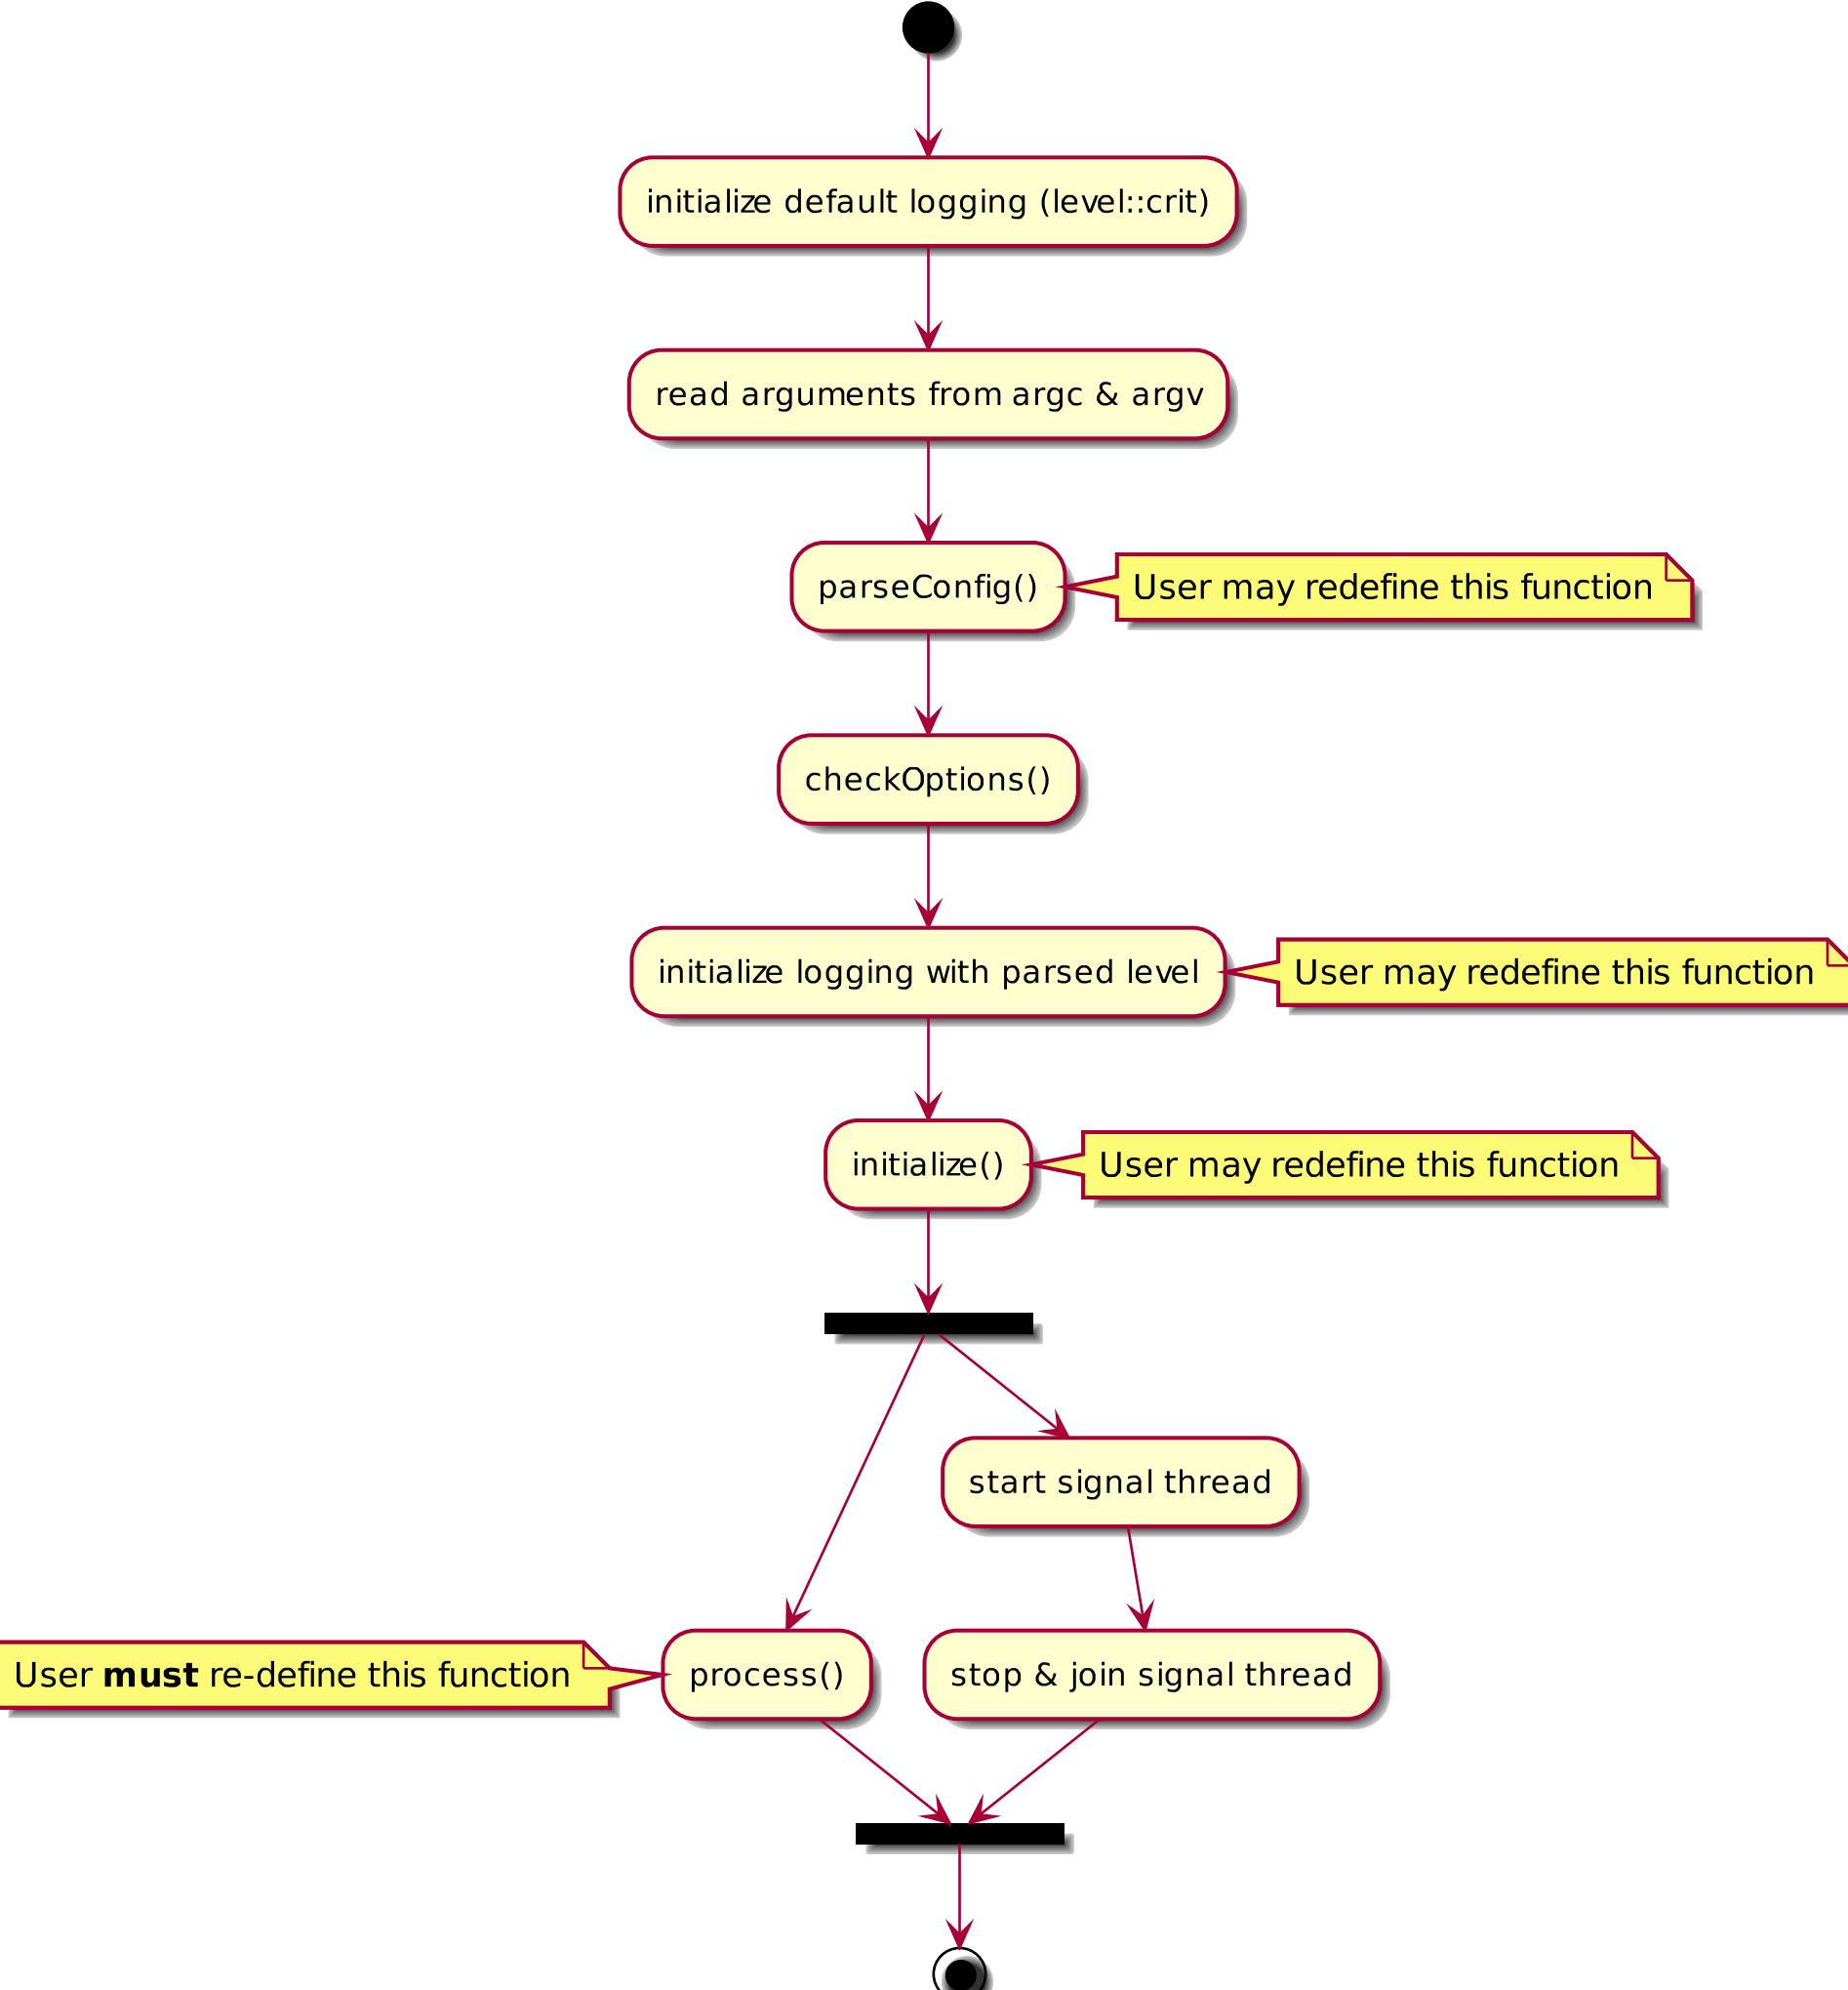 initialize default logging (level::crit)
read arguments from argc & argv
parseConfig()
User may redefine this function
checkOptions()
initialize logging with parsed level
User may redefine this function
initialize()
User may redefine this function
start signal thread
User must re-define this function
process()
stop & join signal thread